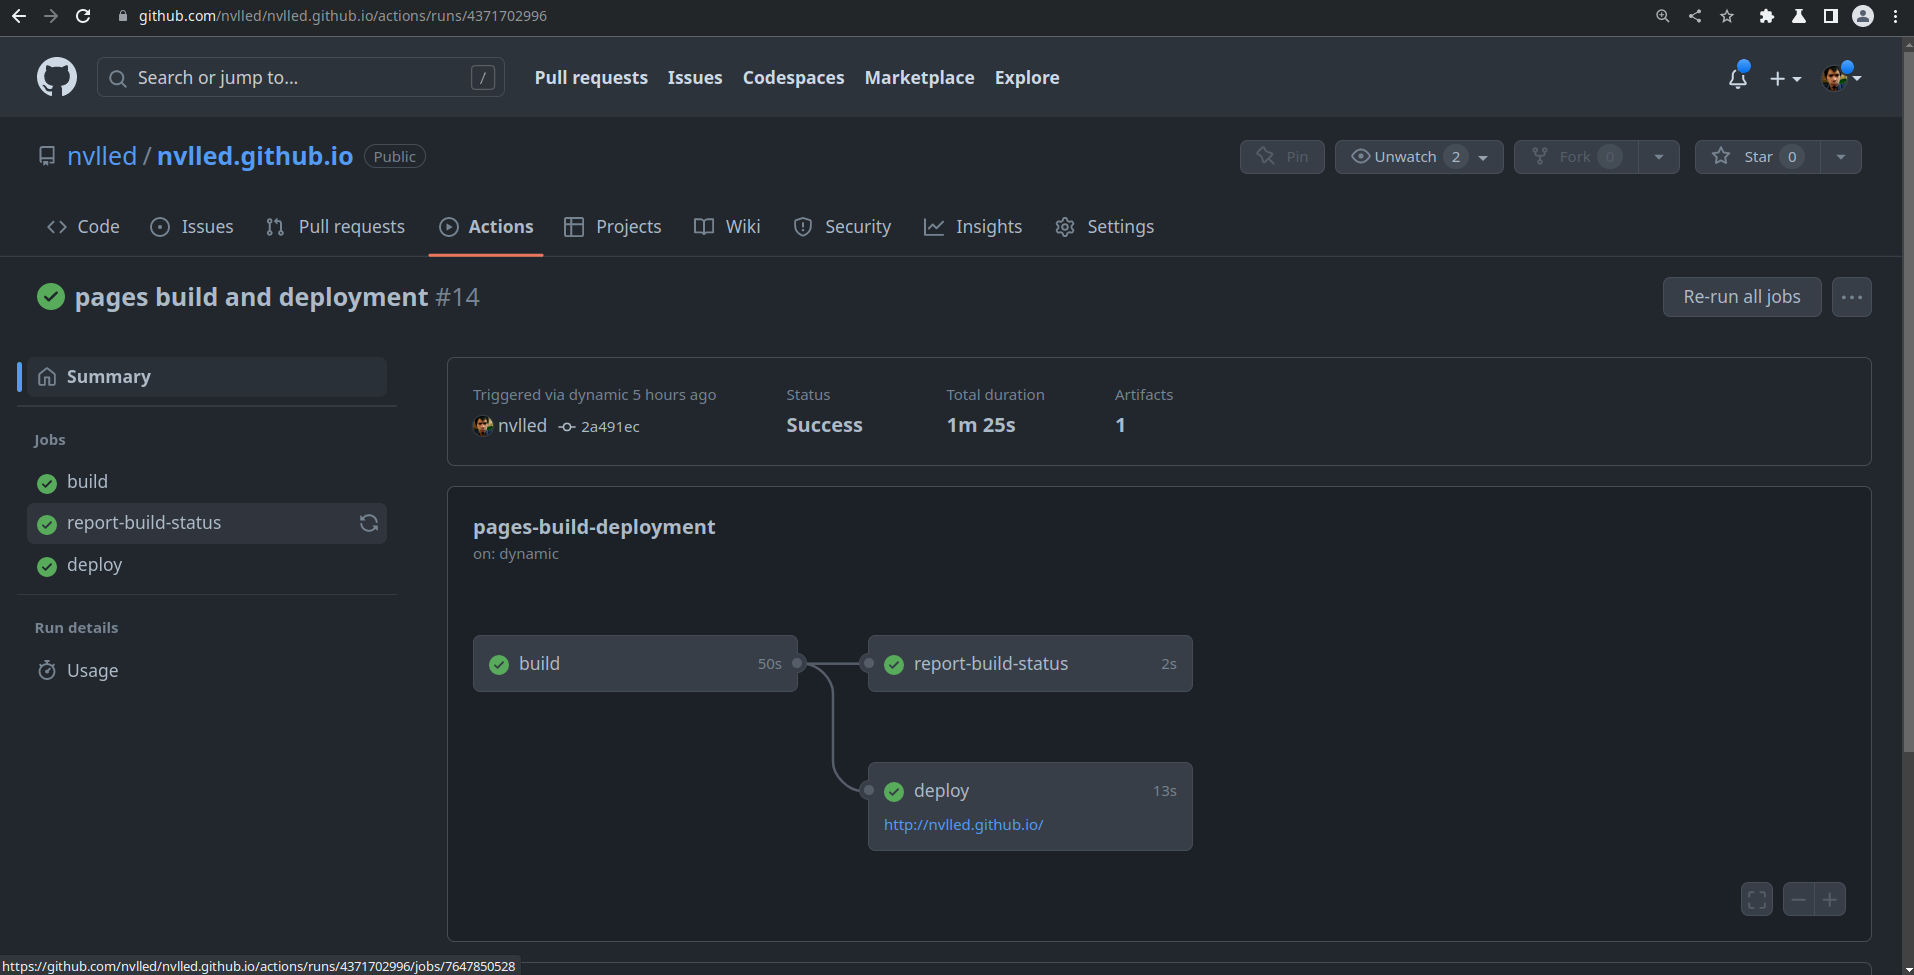 github.com/nvlled/nvlled.github.io/actions/runs/4371702996
Search or jump to...
/
Pull requests Issues Codespaces Marketplace Explore
nvlled / nvlled.github.io Public
Pin
Unwatch 2
Fork 0
Star 0
Code Issues Pull requests Actions Projects Wiki Security Insights Settings
pages build and deployment #14
Re-run all jobs
Summary
Jobs
build
report-build-status
deploy
Run details
Usage
Triggered via dynamic 5 hours ago
nvlled 2a491ec
Status
Success
Total duration
1m 25s
Artifacts
1
pages-build-deployment
on: dynamic
build 50s
report-build-status 2s
deploy 13s
http://nvlled.github.io/
https://github.com/nvlled/nvlled.github.io/actions/runs/4371702996/jobs/7647850528